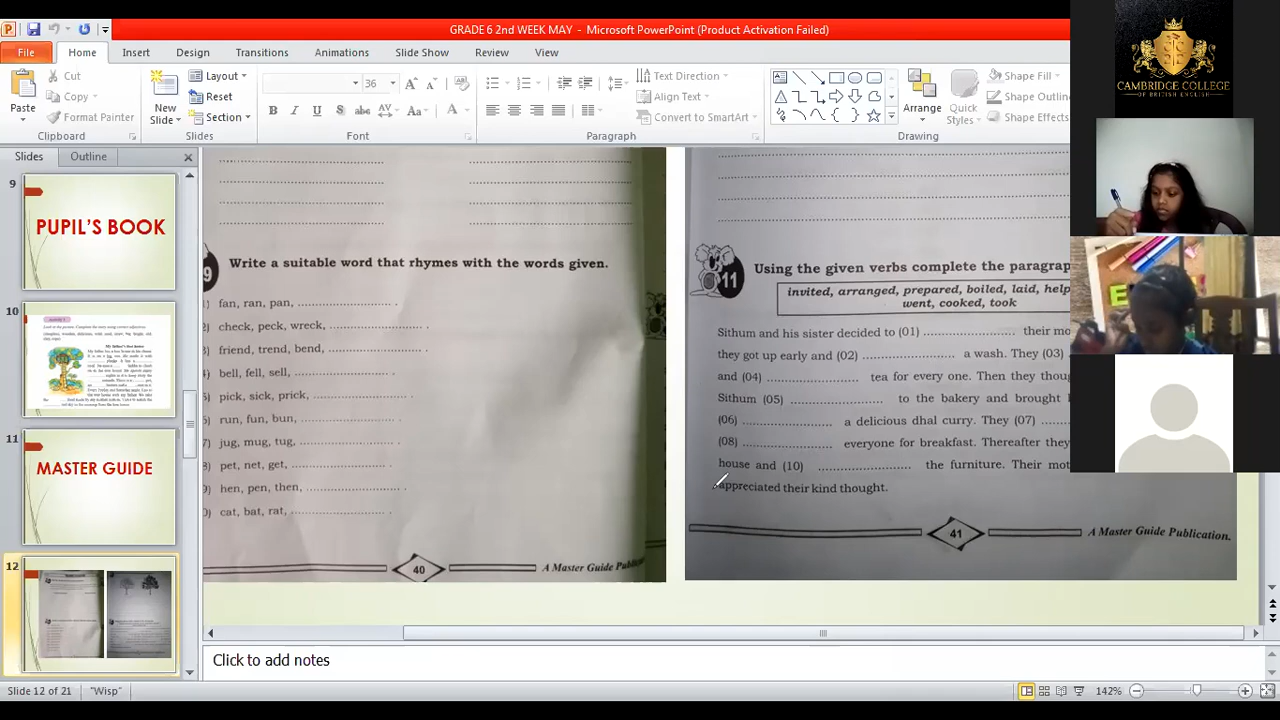 GRADE 6 2nd WEEK MAY - Microsoft PowerPoint (Product Activation Failed)
File Home Insert Design Transitions Animations Slide Show Review View
Cut
Copy
Format Painter
Paste
Clipboard
New Slide
Layout
Reset
Section
Slides
36
Font
Text Direction
Align Text
Convert to SmartArt
Paragraph
Arrange
Quick Styles
Shape Fill
Shape Outlin
Shape Effects
Drawing
CAMBRIDGE COLLEGE
OF BRITISH ENGLISH
Slides Outline
9
PUPIL'S BOOK
10
11
MASTER GUIDE
12
9 Write a suitable word that rhymes with the words given.
) fan, ran, pan, .......................... .
) check, peck, wreck, .......................... .
) friend, trend, bend, ..........................
) bell, fell, sell, ..........................
) pick, sick, prick, .......................... .
) run, fun, bun, ..........................
) jug, mug, tug, .......................... .
) pet, net, get, .......................... .
) hen, pen, then, .......................... .
) cat, bat, rat, .......................... .
40
A Master Guide
11 Using the given verbs complete the paragrap
invited, arranged, prepared, boiled, laid, help
went, cooked, took
Sithum and his sister decided to (01) .......................... their mo
they got up early and (02) .......................... a wash. They (03)
and (04) .......................... tea for every on Then they thou
Sithum (05) .......................... to the bakery and brought
(06) .......................... a delicious dhal curry. They (07) ..........
(08) .......................... everyone for breakfast. Thereafter they
house and (10) .......................... the furniture. Their mot
appreciated their kind thought.
41
A Master Guide Publication.
Click to add notes
Slide 12 of 21 "Wisp" 142%